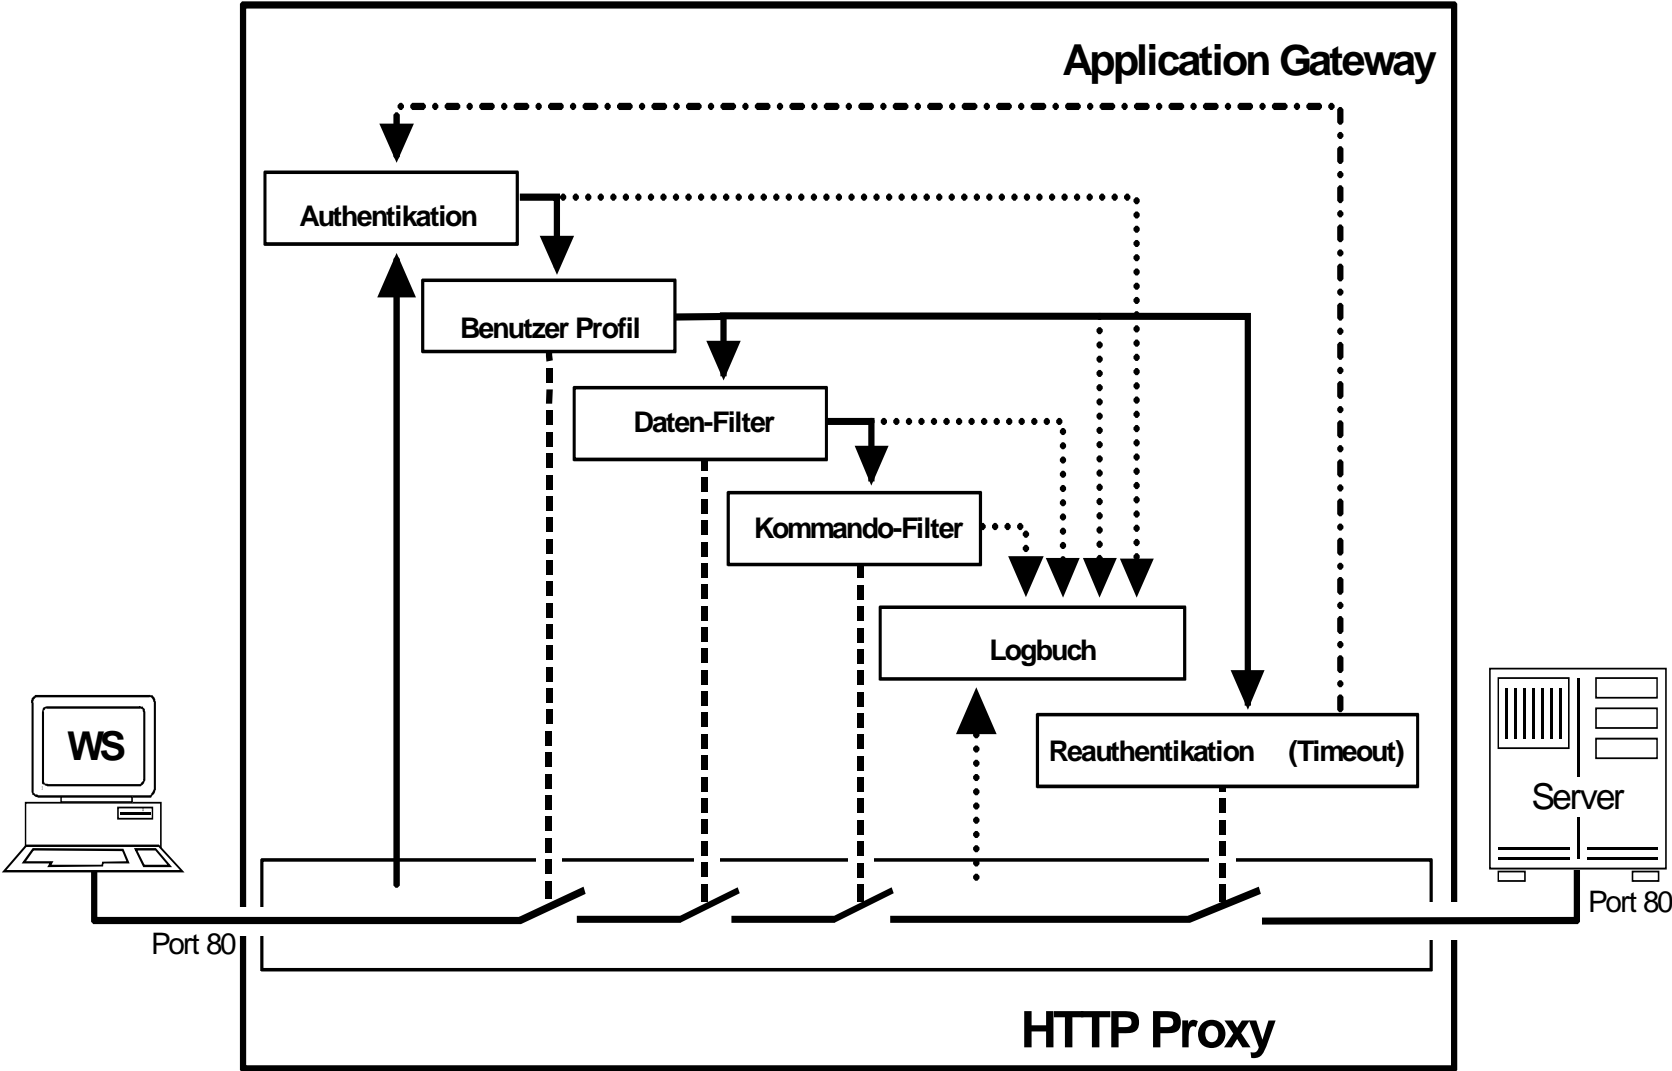 Application Gateway
Authentikation
Benutzer Profil
Daten-Filter
Kommando-Filter
Logbuch
Reauthentikation (Timeout)
WS
Server
Port 80
Port 80
HTTP Proxy